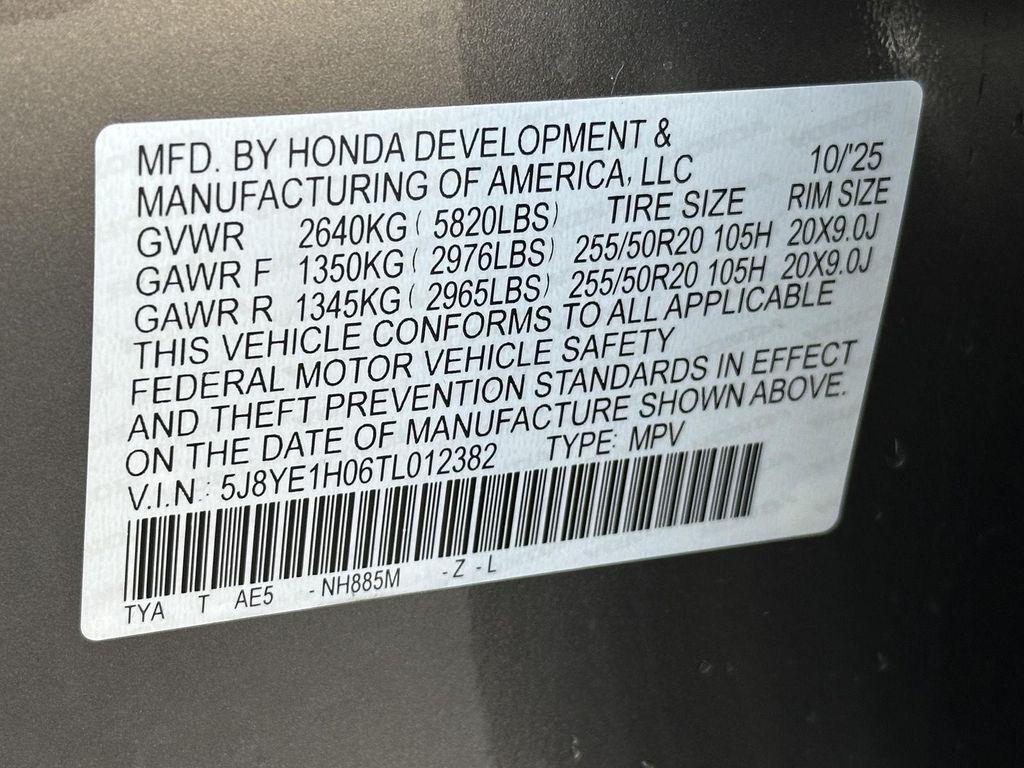 MFD. BY HONDA DEVELOPMENT &
MANUFACTURING OF AMERICA, LLC 10/'25
GVWR 2640KG ( 5820LBS) TIRE SIZE RIM SIZE
GAWR F 1350KG ( 2976LBS) 255/50R20 105H 20X9.0J
GAWR R 1345KG ( 2965LBS) 255/50R20 105H 20X9.0J
THIS VEHICLE CONFORMS TO ALL APPLICABLE
FEDERAL MOTOR VEHICLE SAFETY
AND THEFT PREVENTION STANDARDS IN EFFECT
ON THE DATE OF MANUFACTURE SHOWN ABOVE.
V.I.N.: 5J8YE1H06TL012382 TYPE: MPV
TYA T AE5 - NH885M - Z - L